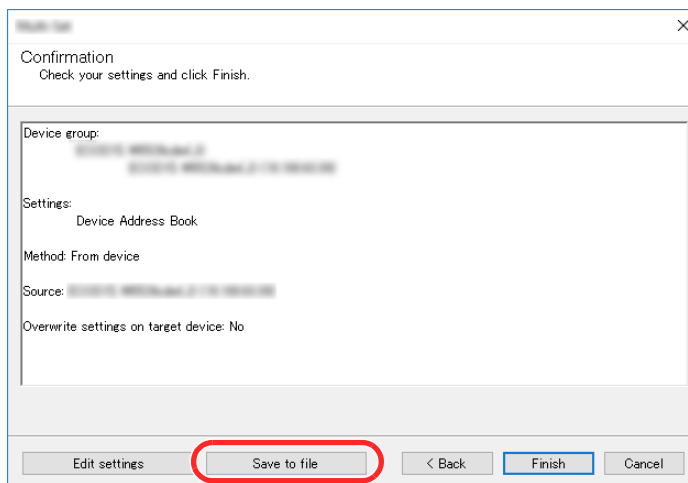 Confirmation
Check your settings and click Finish.
Device group:
Settings:
Device Address Book
Method: From device
Source:
Overwrite settings on target device: No
Edit settings
Save to file
< Back
Finish
Cancel